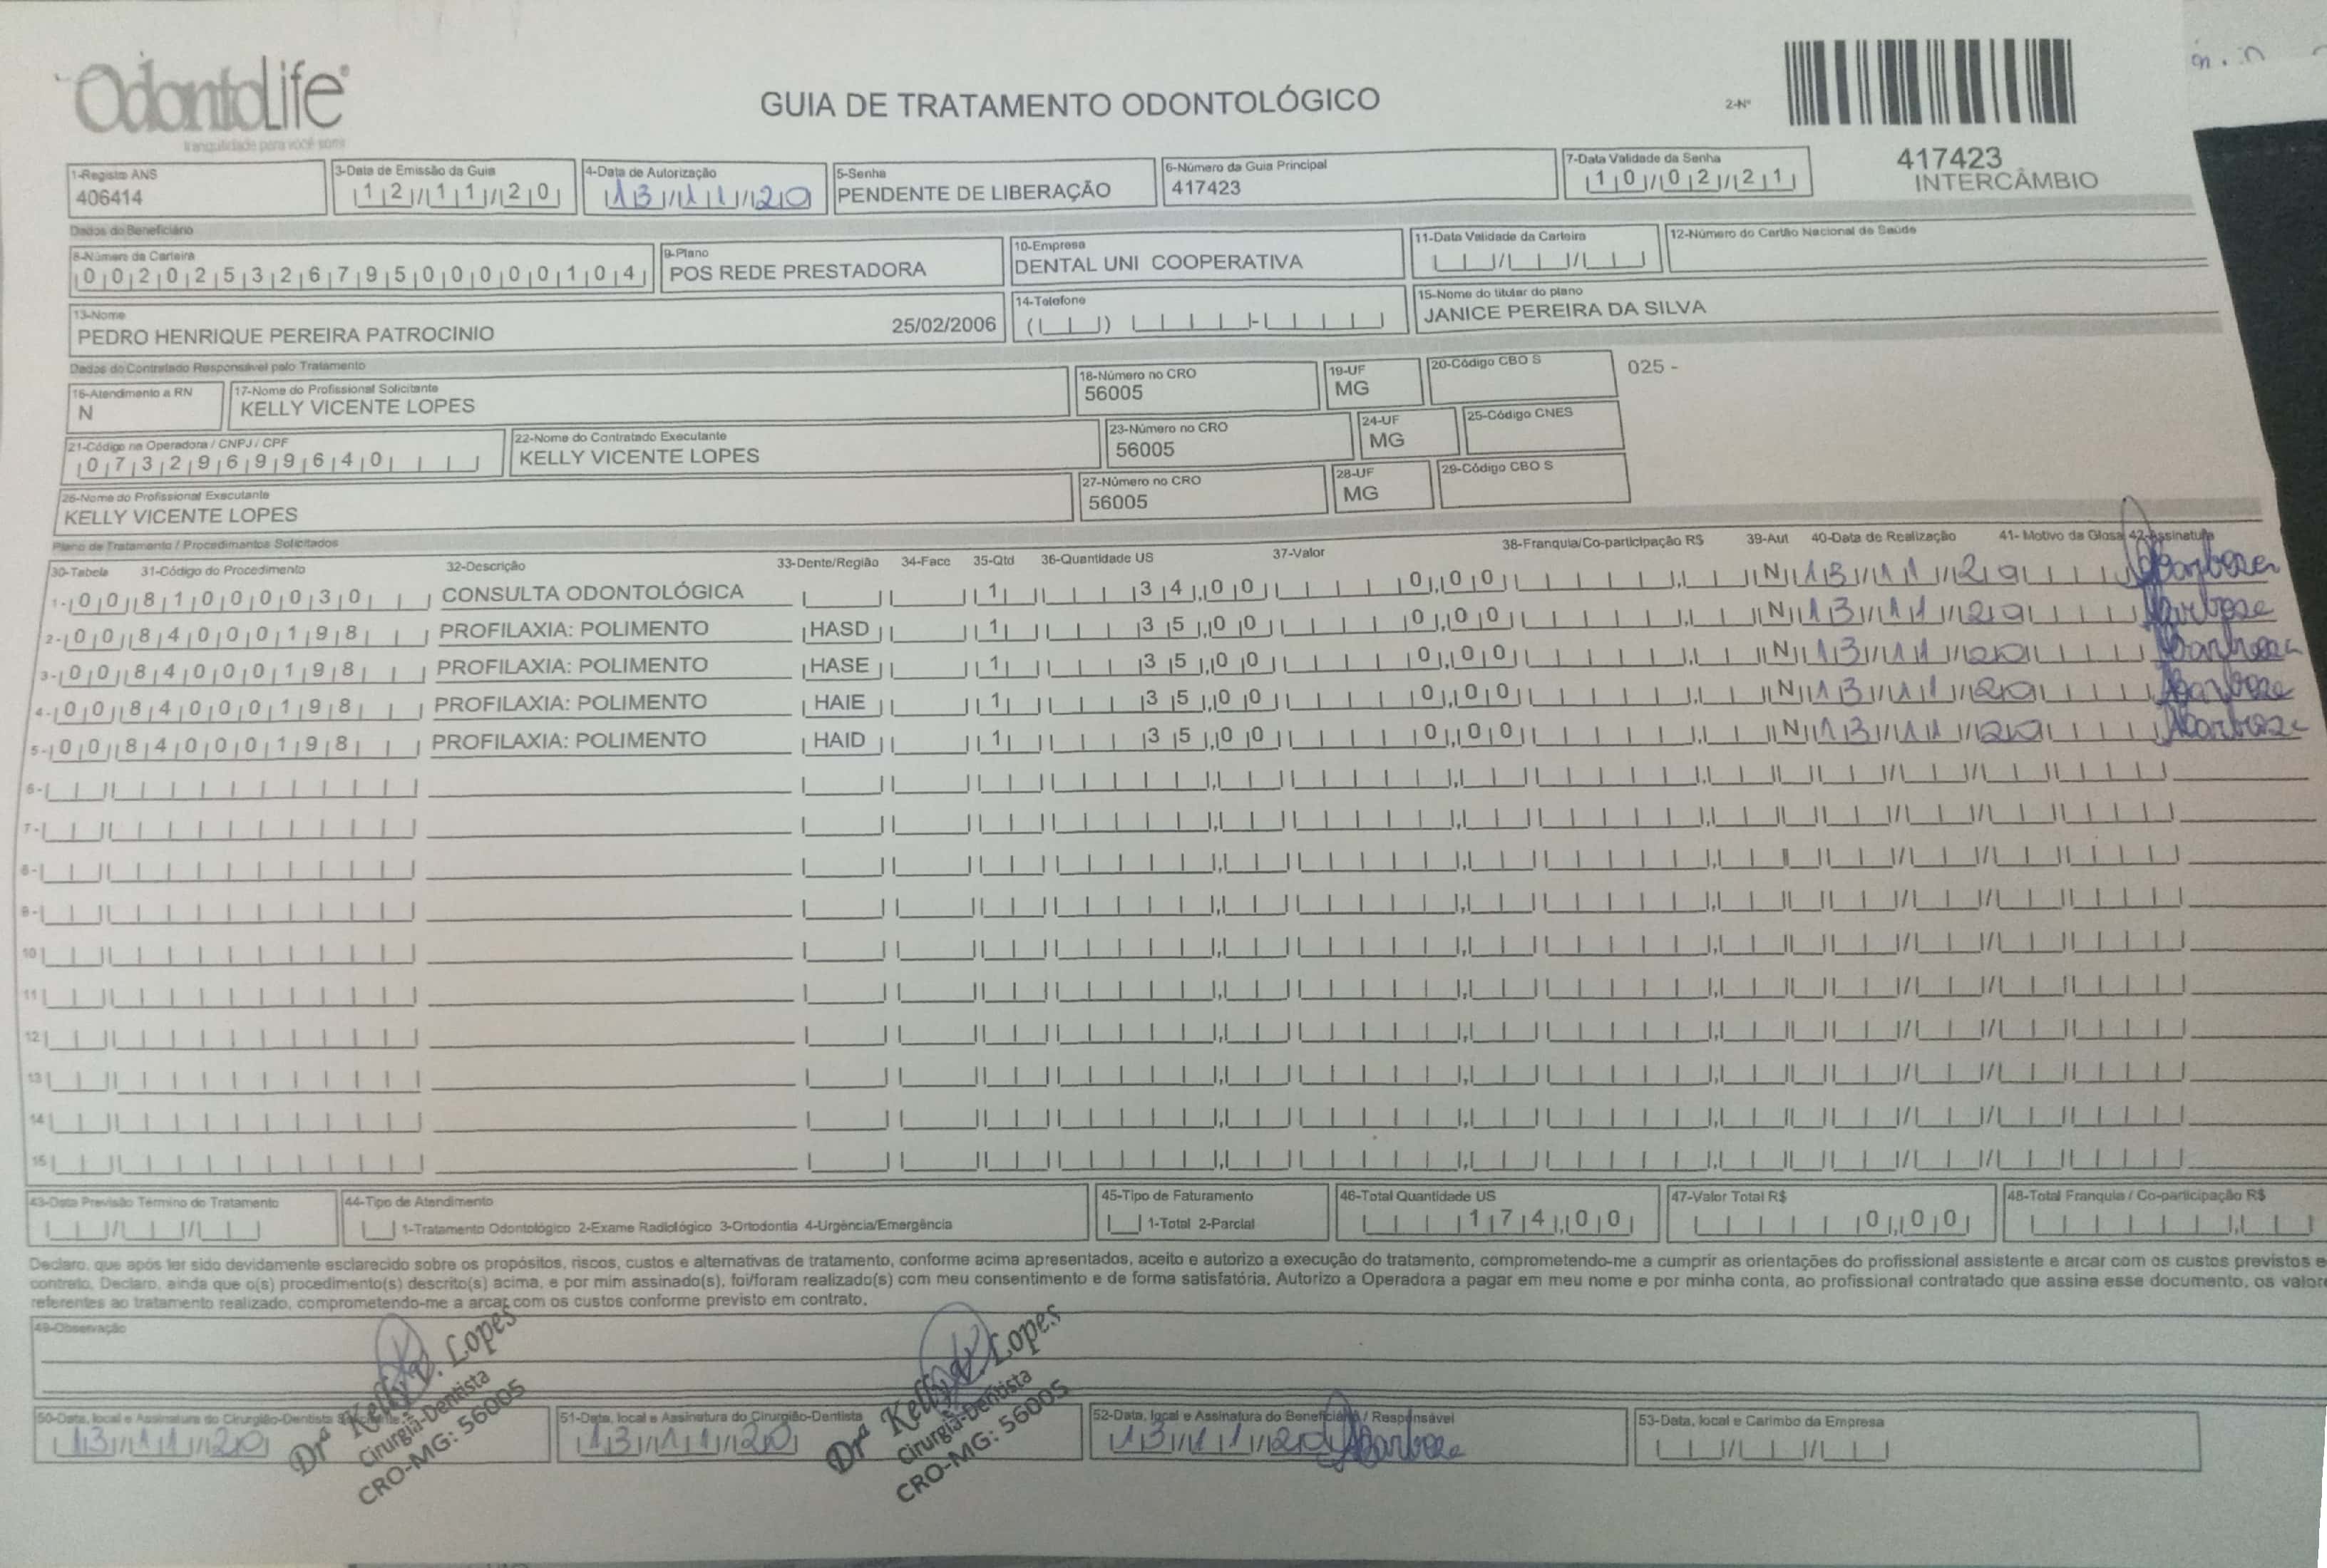 OdontoLife®
tranquilidade para você sorrir
GUIA DE TRATAMENTO ODONTOLÓGICO
2-Nº
417423
INTERCÂMBIO
1-Registro ANS
406414
3-Data de Emissão da Guia
12/11/20
4-Data de Autorização
13/11/20
5-Senha
PENDENTE DE LIBERAÇÃO
6-Número da Guia Principal
417423
7-Data Validade da Senha
10/02/21
Dados do Beneficiário
8-Número da Carteira
00202532679500000104
9-Plano
POS REDE PRESTADORA
10-Empresa
DENTAL UNI COOPERATIVA
11-Data Validade da Carteira
12-Número do Cartão Nacional de Saúde
13-Nome
PEDRO HENRIQUE PEREIRA PATROCINIO 25/02/2006
14-Telefone
15-Nome do titular do plano
JANICE PEREIRA DA SILVA
Dados do Contratado Responsável pelo Tratamento
16-Atendimento a RN
N
17-Nome do Profissional Solicitante
KELLY VICENTE LOPES
18-Número no CRO
56005
19-UF
MG
20-Código CBO S
025 -
21-Código na Operadora / CNPJ / CPF
07329699640
22-Nome do Contratado Executante
KELLY VICENTE LOPES
23-Número no CRO
56005
24-UF
MG
25-Código CNES
26-Nome do Profissional Executante
KELLY VICENTE LOPES
27-Número no CRO
56005
28-UF
MG
29-Código CBO S
Plano de Tratamento / Procedimentos Solicitados
30-Tabela 31-Código do Procedimento 32-Descrição 33-Dente/Região 34-Face 35-Qtd 36-Quantidade US 37-Valor 38-Franquia/Co-participação R$ 39-Aut 40-Data de Realização 41- Motivo da Glosa 42-Assinatura
1- 00 81000030 CONSULTA ODONTOLÓGICA 1 34,00 0,00 N 13/11/20 Barbosa
2- 00 84000198 PROFILAXIA: POLIMENTO HASD 1 35,00 0,00 N 13/11/20 Barbosa
3- 00 84000198 PROFILAXIA: POLIMENTO HASE 1 35,00 0,00 N 13/11/20 Barbosa
4- 00 84000198 PROFILAXIA: POLIMENTO HAIE 1 35,00 0,00 N 13/11/20 Barbosa
5- 00 84000198 PROFILAXIA: POLIMENTO HAID 1 35,00 0,00 N 13/11/20 Barbosa
6-
7-
8-
9-
10
11
12
13
14
15
43-Data Previsão Término do Tratamento
44-Tipo de Atendimento
1-Tratamento Odontológico 2-Exame Radiológico 3-Ortodontia 4-Urgência/Emergência
45-Tipo de Faturamento
1-Total 2-Parcial
46-Total Quantidade US
174,00
47-Valor Total R$
0,00
48-Total Franquia / Co-participação R$
Declaro, que após ter sido devidamente esclarecido sobre os propósitos, riscos, custos e alternativas de tratamento, conforme acima apresentados, aceito e autorizo a execução do tratamento, comprometendo-me a cumprir as orientações do profissional assistente e arcar com os custos previstos e
contrato. Declaro, ainda que o(s) procedimento(s) descrito(s) acima, e por mim assinado(s), foi/foram realizado(s) com meu consentimento e de forma satisfatória. Autorizo a Operadora a pagar em meu nome e por minha conta, ao profissional contratado que assina esse documento, os valor
referentes ao tratamento realizado, comprometendo-me a arcar com os custos conforme previsto em contrato.
49-Observação
50-Data, local e Assinatura do Cirurgião-Dentista
13/11/20
Drª Kelly V. Lopes
Cirurgiã-Dentista
CRO-MG: 56005
51-Data, local e Assinatura do Cirurgião-Dentista
13/11/20
Drª Kelly V. Lopes
Cirurgiã-Dentista
CRO-MG: 56005
52-Data, local e Assinatura do Beneficiário / Responsável
13/11/20 Barbosa
53-Data, local e Carimbo da Empresa